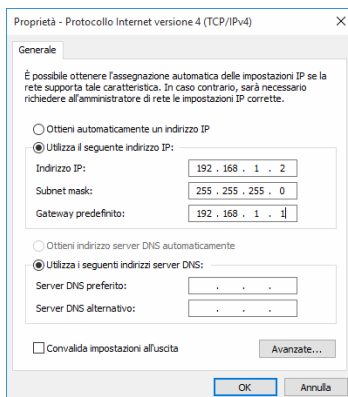 Proprietà - Protocollo Internet versione 4 (TCP/IPv4)
Generale
È possibile ottenere l'assegnazione automatica delle impostazioni IP se la
rete supporta tale caratteristica. In caso contrario, sarà necessario
richiedere all'amministratore di rete le impostazioni IP corrette.
Ottieni automaticamente un indirizzo IP
Utilizza il seguente indirizzo IP:
Indirizzo IP: 192 . 168 . 1 . 2
Subnet mask: 255 . 255 . 255 . 0
Gateway predefinito: 192 . 168 . 1 . 1
Ottieni indirizzo server DNS automaticamente
Utilizza i seguenti indirizzi server DNS:
Server DNS preferito: . . .
Server DNS alternativo: . . .
Convalida impostazioni all'uscita Avanzate...
OK Annulla